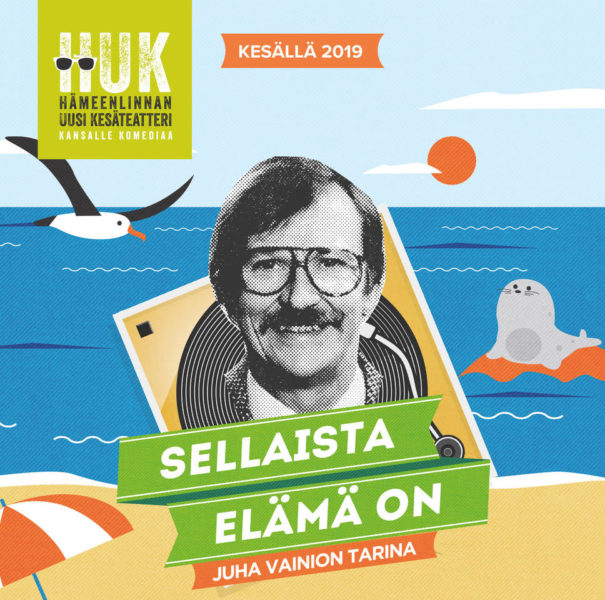 HUK
HÄMEENLINNAN
UUSI KESÄTEATTERI
KANSALLE KOMEDIAA
KESÄLLÄ 2019
SELLAISTA
ELÄMÄ ON
JUHA VAINION TARINA